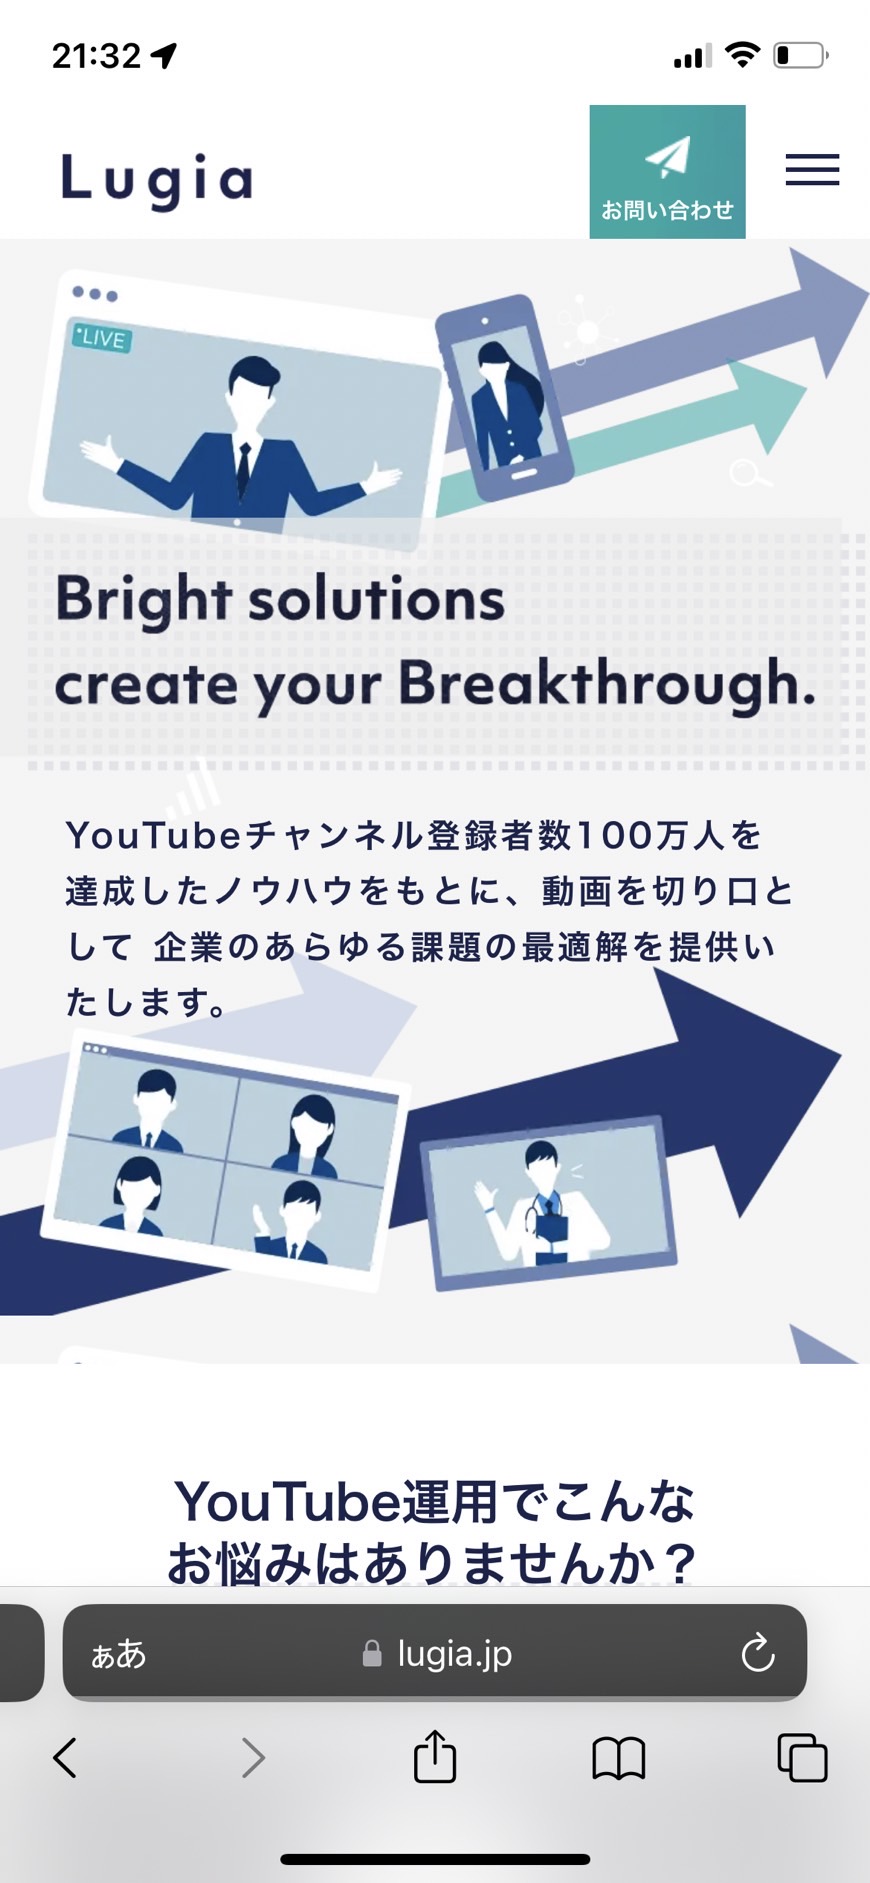 21:32
Lugia
お問い合わせ
LIVE
Bright solutions
create your Breakthrough.
YouTubeチャンネル登録者数100万人を
達成したノウハウをもとに、動画を切り口と
して 企業のあらゆる課題の最適解を提供い
たします。
YouTube運用でこんな
お悩みはありませんか？
ぁあ
lugia.jp